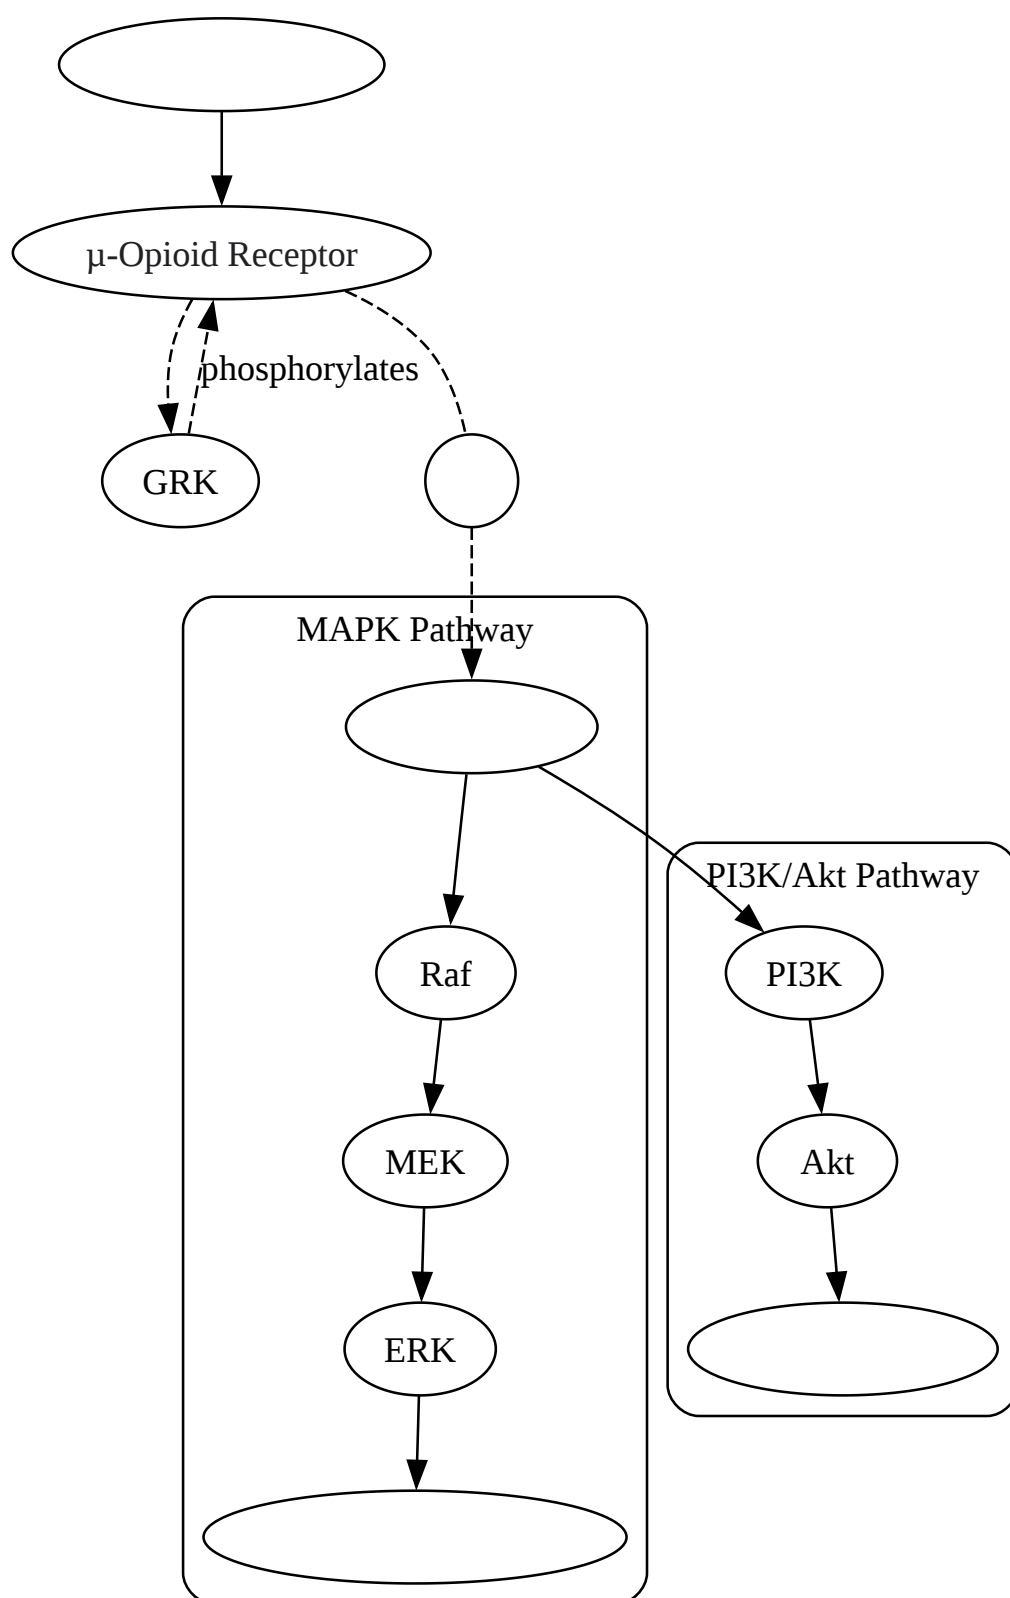 µ-Opioid Receptor
phosphorylates
GRK
MAPK Pathway
PI3K/Akt Pathway
Raf
PI3K
MEK
Akt
ERK